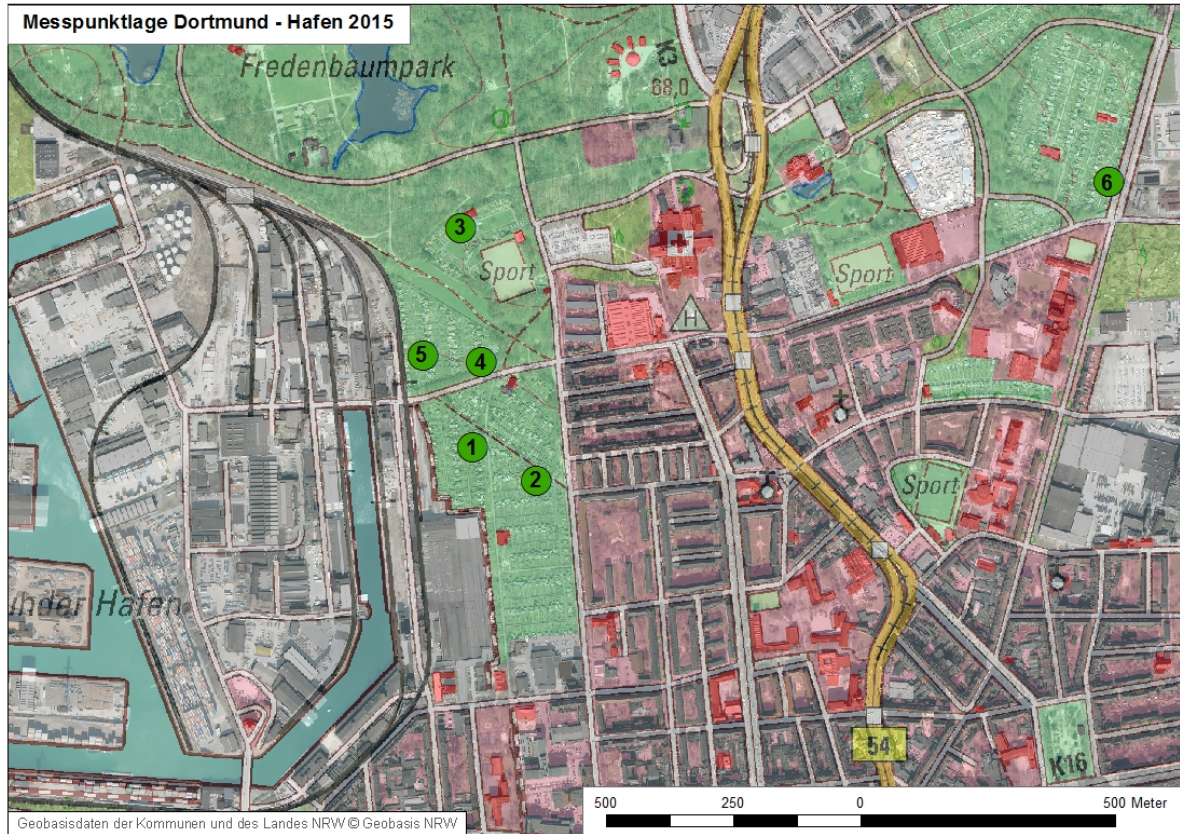 Messpunktlage Dortmund - Hafen 2015
Fredenbaumpark
K3
68,0
6
3
Sport
Sport
H
5
4
1
2
Sport
under Hafen
54
K16
500 250 0 500 Meter
Geobasisdaten der Kommunen und des Landes NRW © Geobasis NRW